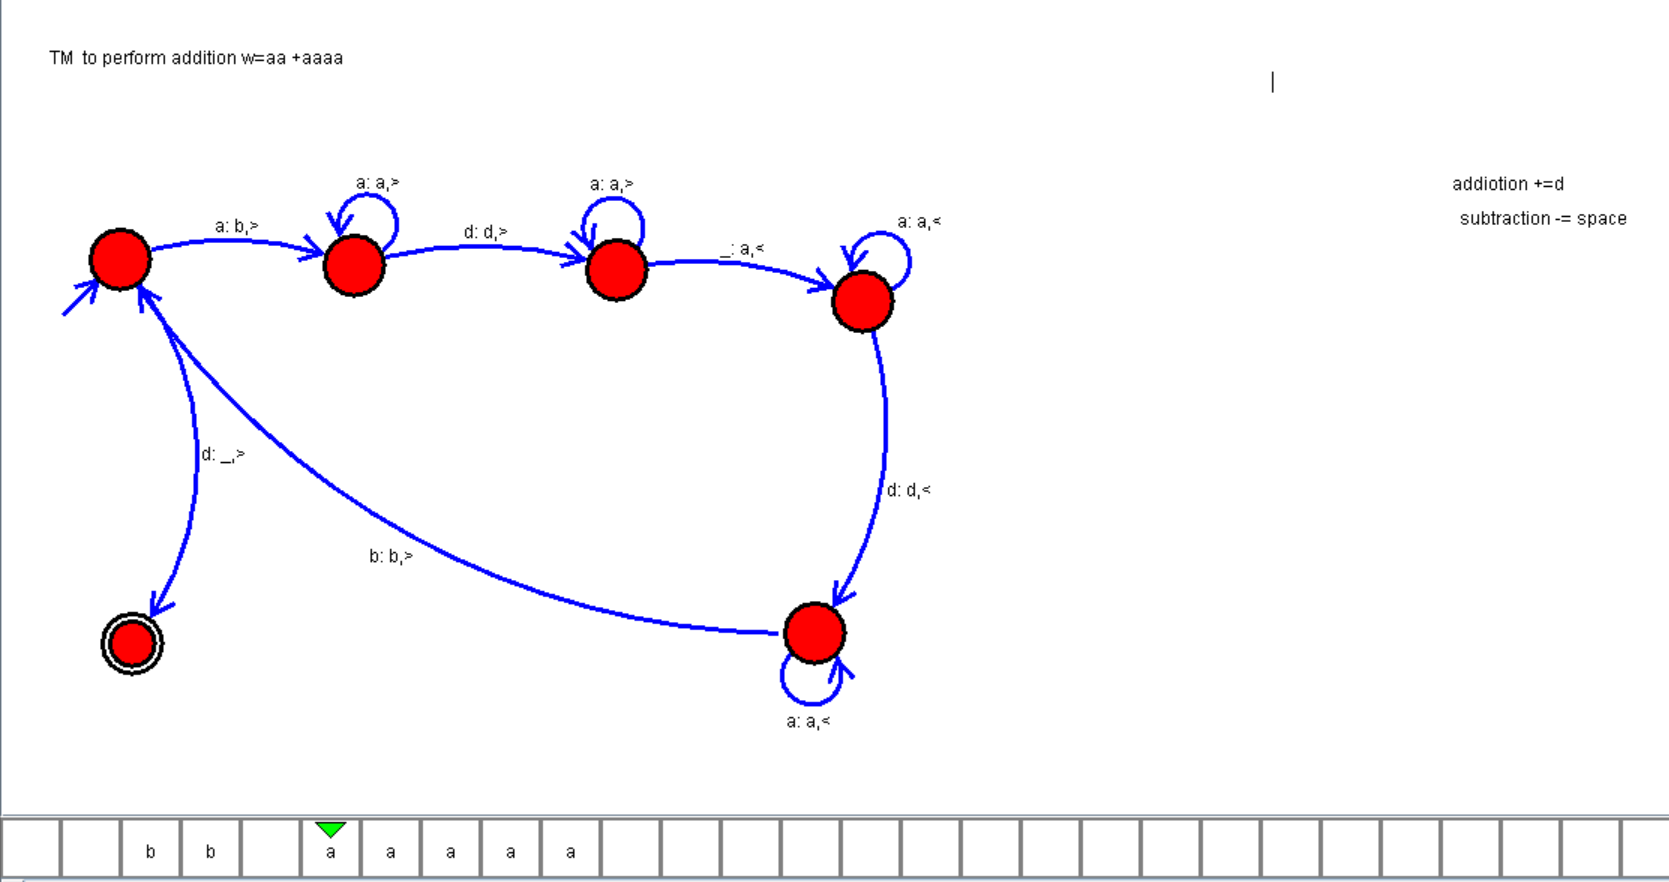 TM to perform addition w=aa +aaaa
addiotion +=d
subtraction -= space
a: a,>
a: a,>
a: a,<
a: b,>
d: d,>
_: a,<
d: _,>
d: d,<
b: b,>
a: a,<
b b a a a a a